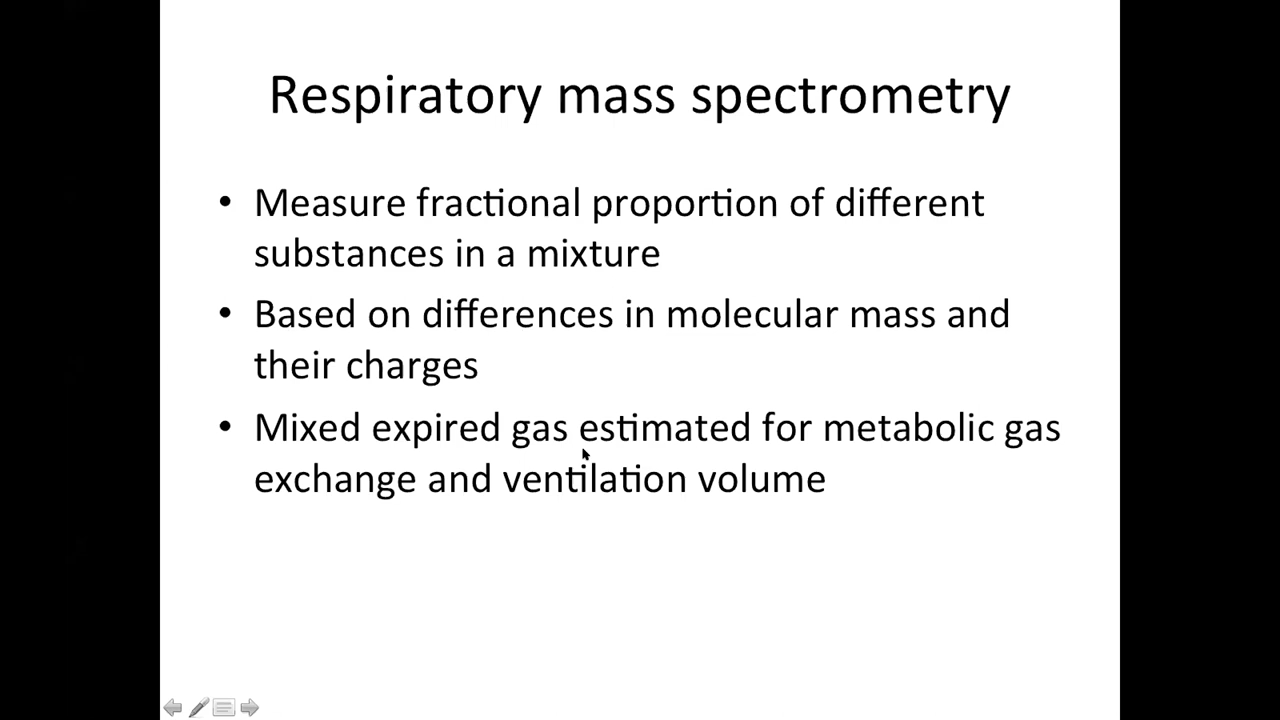 Respiratory mass spectrometry
• Measure fractional proportion of different
substances in a mixture
• Based on differences in molecular mass and
their charges
• Mixed expired gas estimated for metabolic gas
exchange and ventilation volume